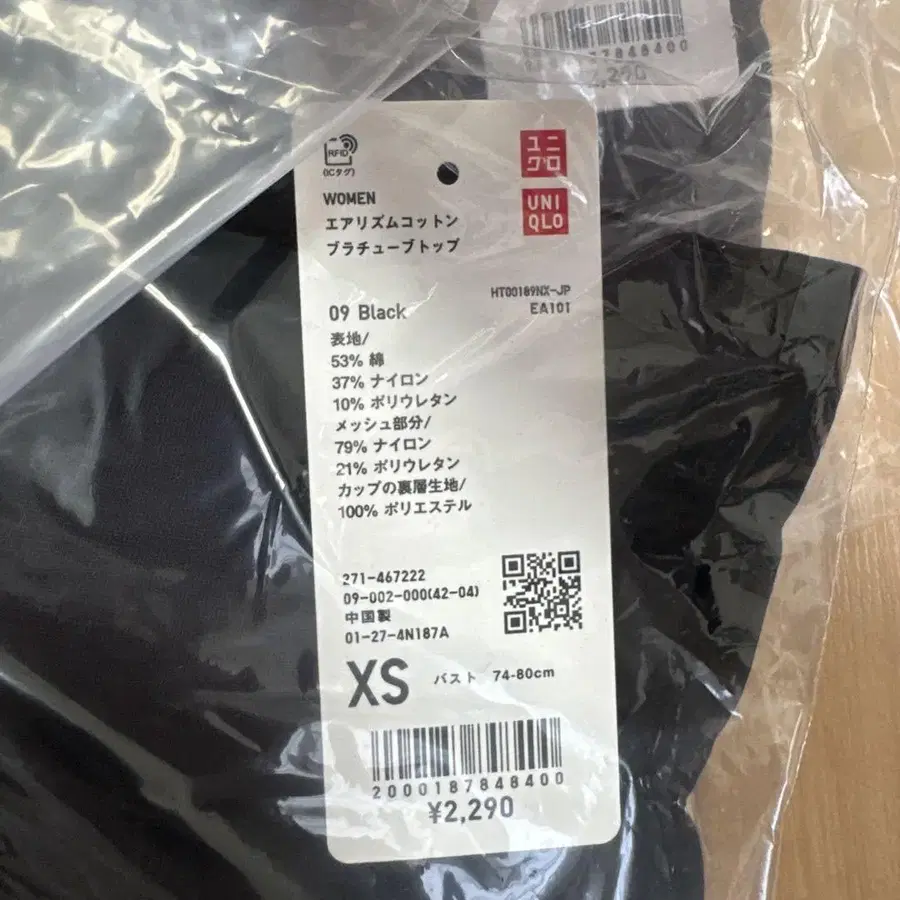 7848400
2,290
RFID
(ICタグ)
ユニ
クロ
UNI
QLO
WOMEN
エアリズムコットン
ブラチューブトップ
HT00189NX-JP
EA101
09 Black
表地/
53% 綿
37% ナイロン
10% ポリウレタン
メッシュ部分/
79% ナイロン
21% ポリウレタン
カップの裏層生地/
100% ポリエステル
271-467222
09-002-000(42-04)
中国製
01-27-4N187A
XS バスト 74-80cm
2000187848400
¥2,290